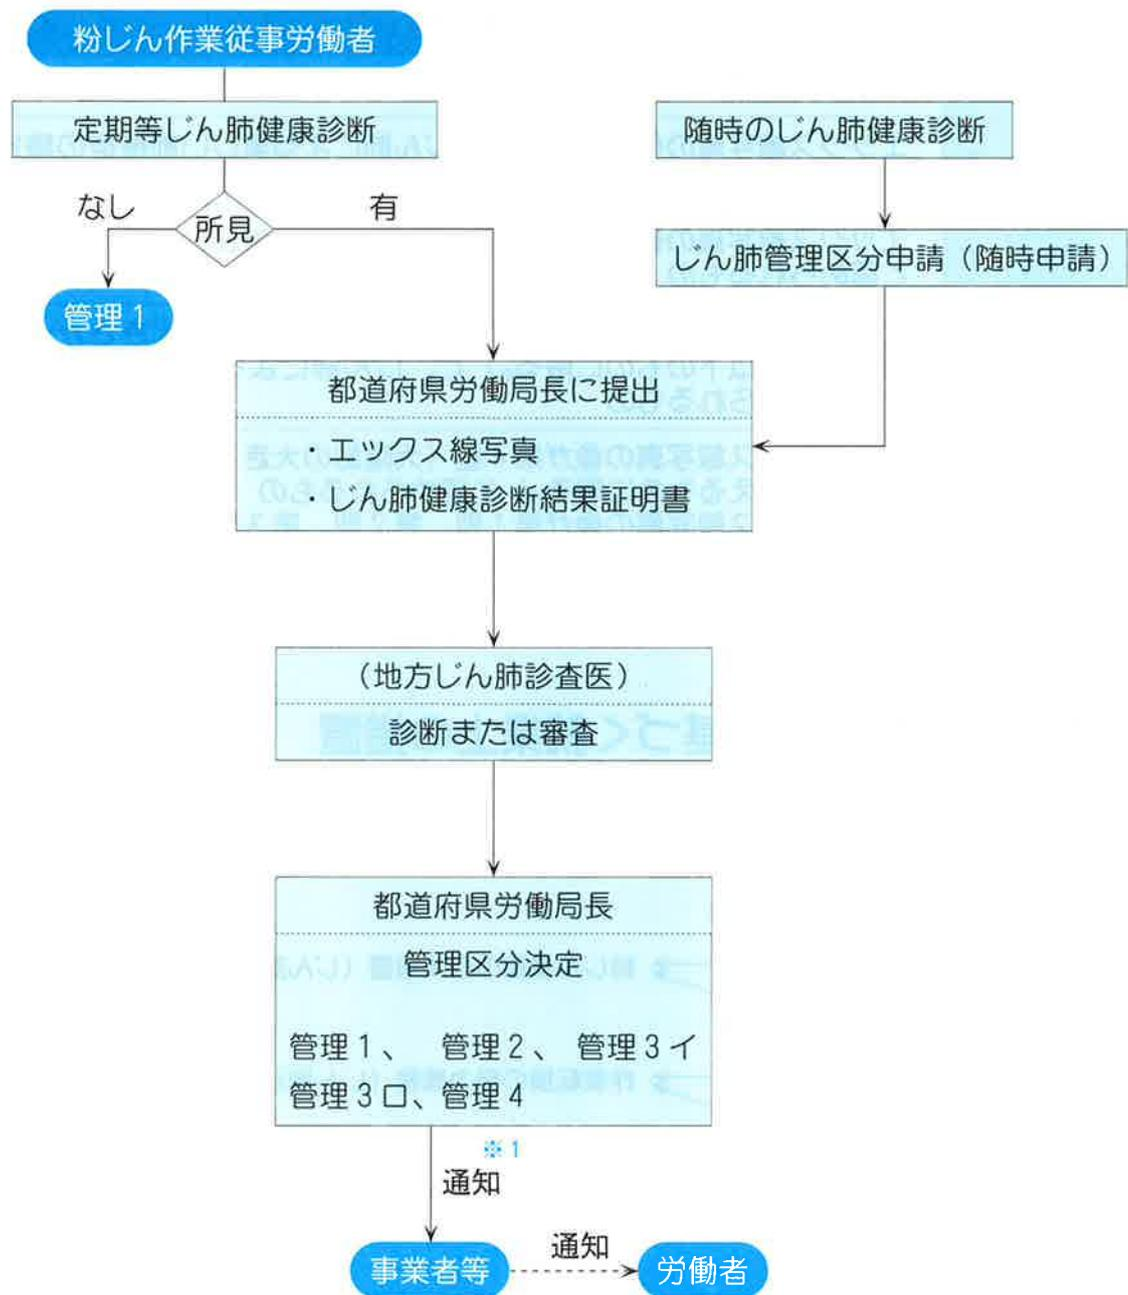 粉じん作業従事労働者
定期等じん肺健康診断
随時のじん肺健康診断
なし
所見
有
じん肺管理区分申請（随時申請）
管理1
都道府県労働局長に提出
・エックス線写真
・じん肺健康診断結果証明書
（地方じん肺診査医）
診断または審査
都道府県労働局長
管理区分決定
管理1、 管理2、 管理3イ
管理3ロ、管理4
※1
通知
事業者等
通知
労働者